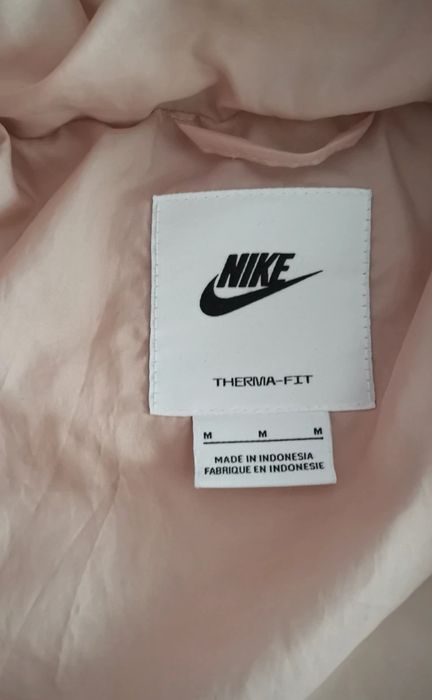 NIKE
THERMA-FIT
M M M
MADE IN INDONESIA
FABRIQUE EN INDONESIE